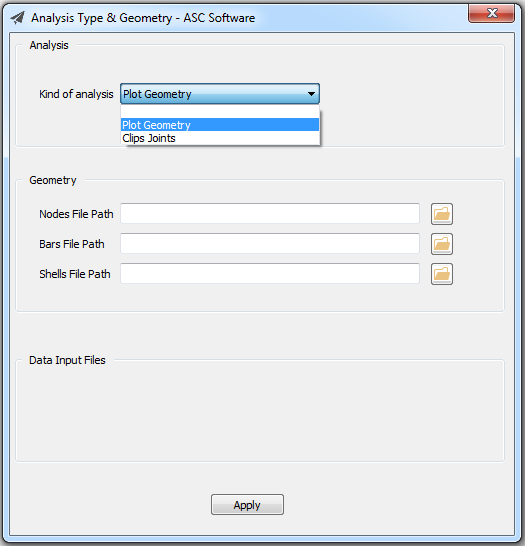 Analysis Type & Geometry - ASC Software
Analysis
Kind of analysis Plot Geometry
Plot Geometry
Clips Joints
Geometry
Nodes File Path
Bars File Path
Shells File Path
Data Input Files
Apply